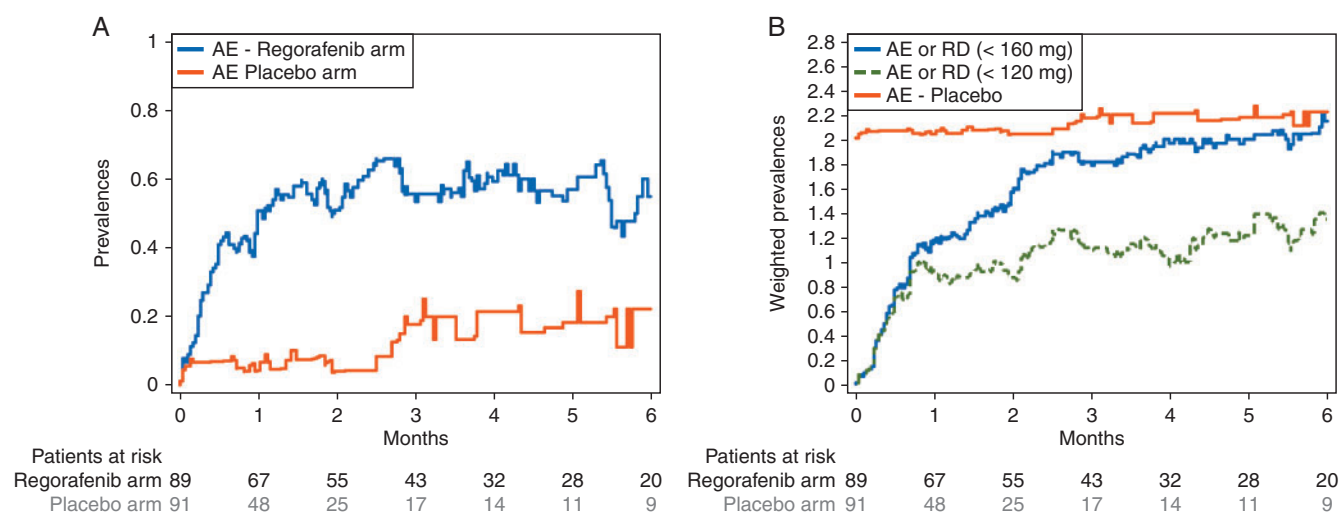 A
AE - Regorafenib arm
AE Placebo arm
Prevalences
1
0.8
0.6
0.4
0.2
0
0 1 2 3 4 5 6
Months
Patients at risk
Regorafenib arm 89 67 55 43 32 28 20
Placebo arm 91 48 25 17 14 11 9
B
AE or RD (< 160 mg)
AE or RD (< 120 mg)
AE - Placebo
Weighted prevalences
2.8
2.6
2.4
2.2
2
1.8
1.6
1.4
1.2
1
0.8
0.6
0.4
0.2
0
0 1 2 3 4 5 6
Months
Patients at risk
Regorafenib arm 89 67 55 43 32 28 20
Placebo arm 91 48 25 17 14 11 9